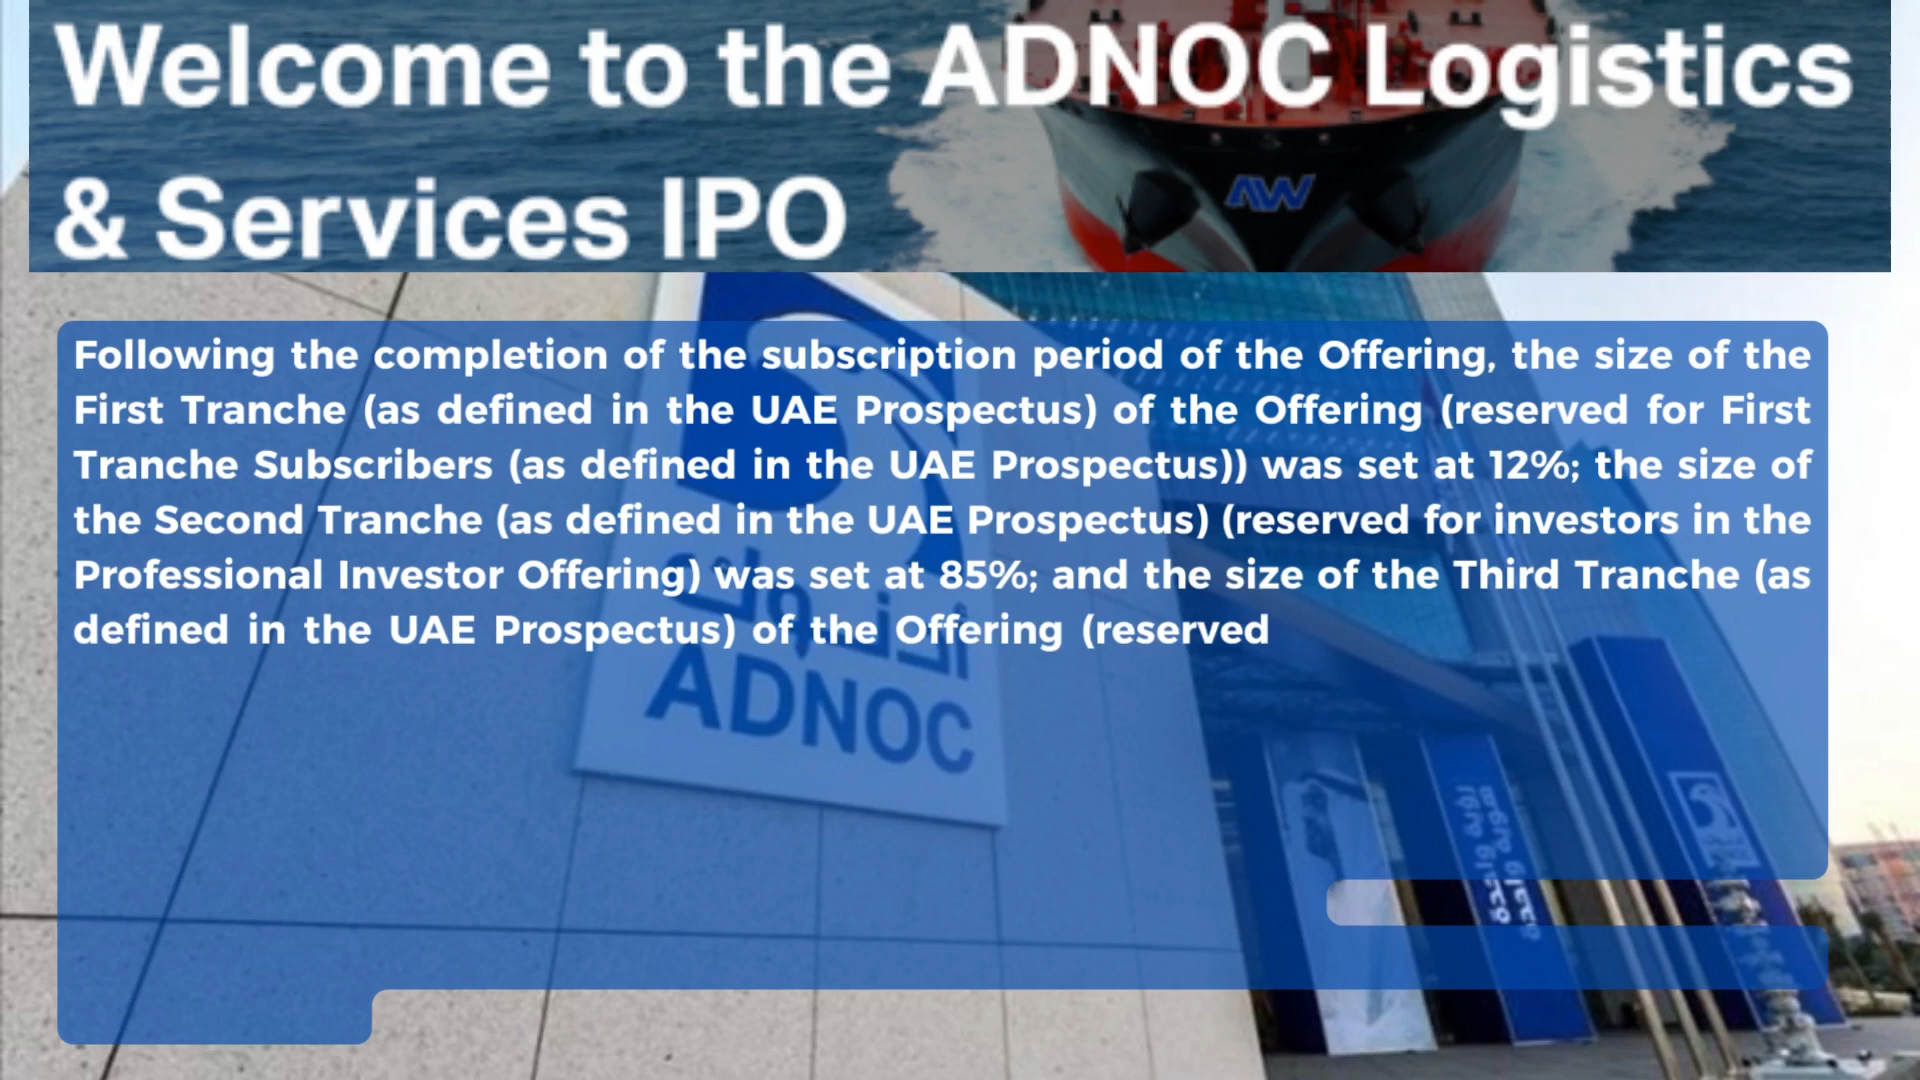 Welcome to the ADNOC Logistics
& Services IPO
Following the completion of the subscription period of the Offering, the size of the
First Tranche (as defined in the UAE Prospectus) of the Offering (reserved for First
Tranche Subscribers (as defined in the UAE Prospectus)) was set at 12%; the size of
the Second Tranche (as defined in the UAE Prospectus) (reserved for investors in the
Professional Investor Offering) was set at 85%; and the size of the Third Tranche (as
defined in the UAE Prospectus) of the Offering (reserved
أدنوك
ADNOC